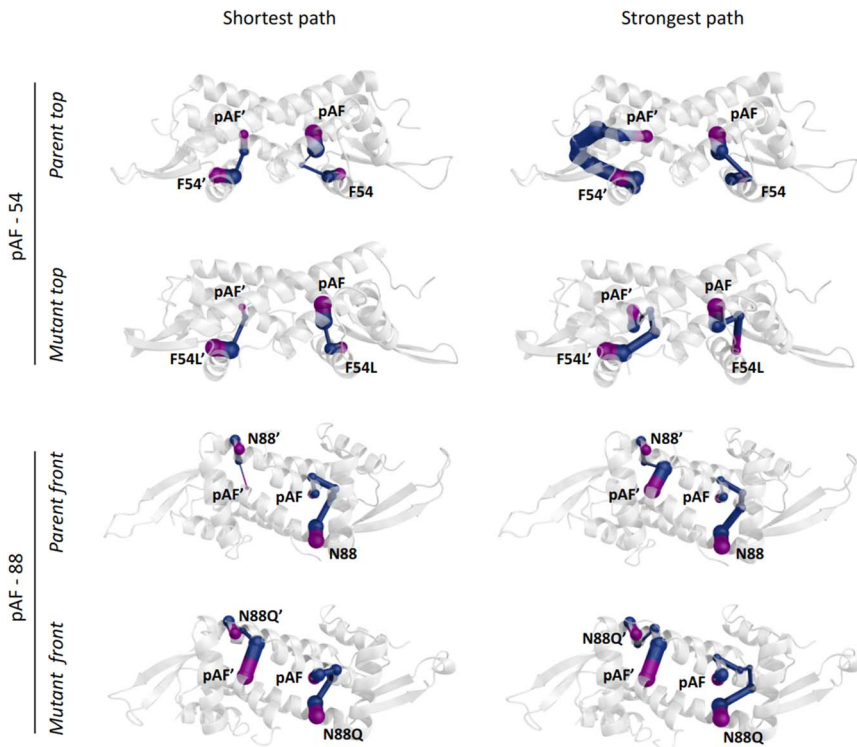 Shortest path
Strongest path
pAF - 54
Parent top
pAF'
pAF
F54'
F54
pAF'
pAF
F54'
F54
Mutant top
pAF'
pAF
F54L'
F54L
pAF'
pAF
F54L'
F54L
pAF - 88
Parent front
N88'
pAF'
pAF
N88
N88'
pAF'
pAF
N88
Mutant front
N88Q'
pAF'
pAF
N88Q
N88Q'
pAF'
pAF
N88Q